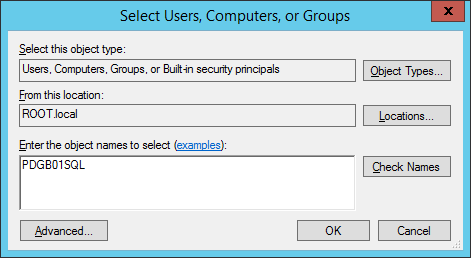 Select Users, Computers, or Groups
x
Select this object type:
Users, Computers, Groups, or Built-in security principals
Object Types...
From this location:
ROOT.local
Locations...
Enter the object names to select (examples):
PDGB01SQL
Check Names
Advanced...
OK
Cancel